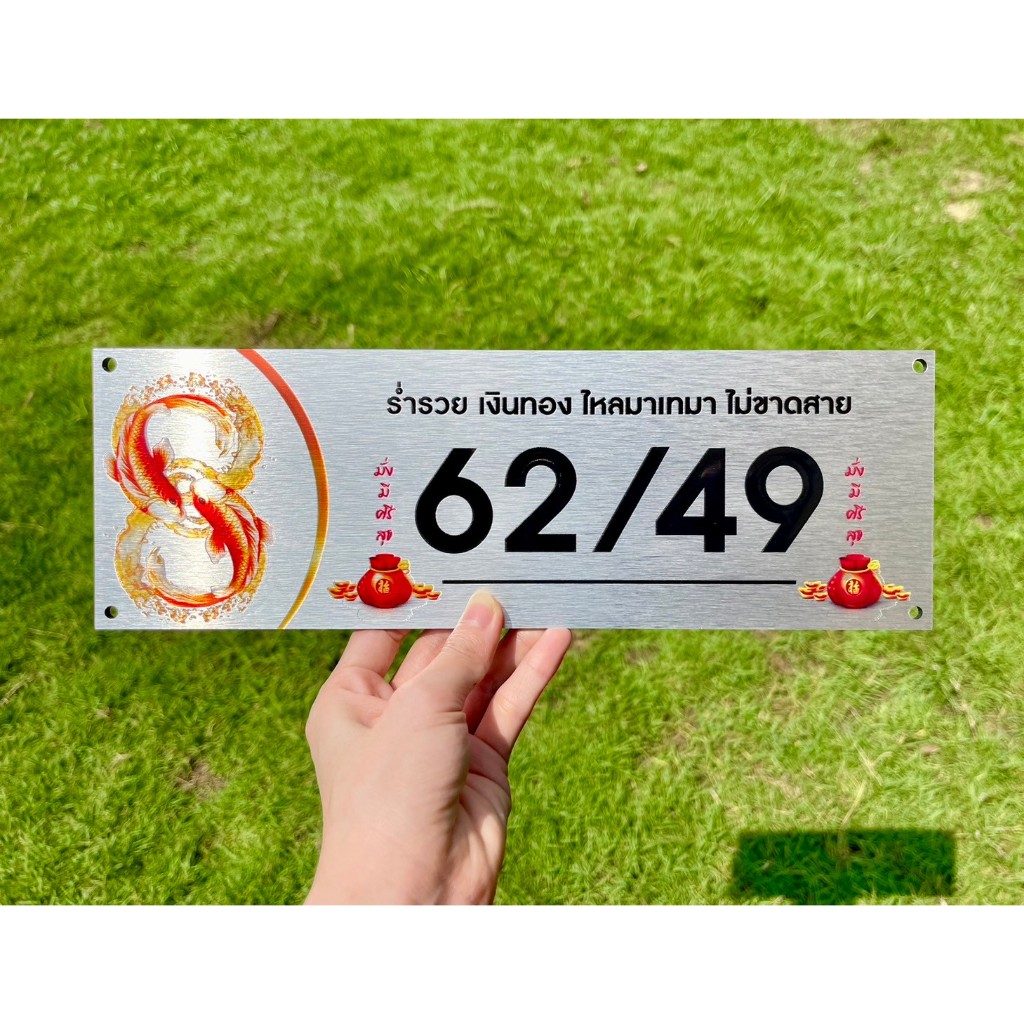 ร่ำรวย เงินทอง ไหลมาเทมา ไม่ขาดสาย
62/49
มั่ง
มี
ศรี
สุข
มั่ง
มี
ศรี
สุข
福
福